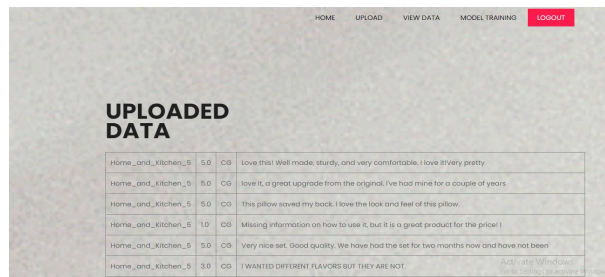 HOME UPLOAD VIEW DATA MODEL TRAINING LOGOUT
UPLOADED
DATA
Home_and_Kitchen_5 5.0 CG Love this! Well made, sturdy, and very comfortable. I love it!Very pretty
Home_and_Kitchen_5 5.0 CG love it, a great upgrade from the original. I've had mine for a couple of years
Home_and_Kitchen_5 5.0 CG This pillow saved my back. I love the look and feel of this pillow.
Home_and_Kitchen_5 1.0 CG Missing information on how to use it, but it is a great product for the price! I
Home_and_Kitchen_5 5.0 CG Very nice set. Good quality. We have had the set for two months now and have not been
Activate Windows
Home_and_Kitchen_5 3.0 CG I WANTED DIFFERENT FLAVORS BUT THEY ARE NOT.